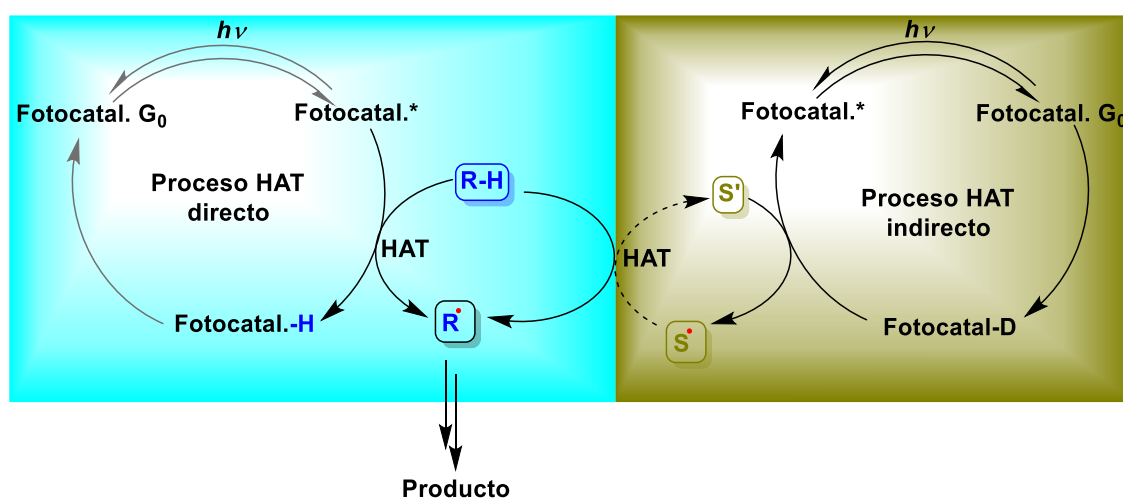 hν
Fotocatal. G0
Fotocatal.*
Proceso HAT
directo
R-H
HAT
Fotocatal.-H
R•
Producto
hν
Fotocatal.*
Fotocatal. G0
S'
Proceso HAT
indirecto
HAT
Fotocatal-D
S•